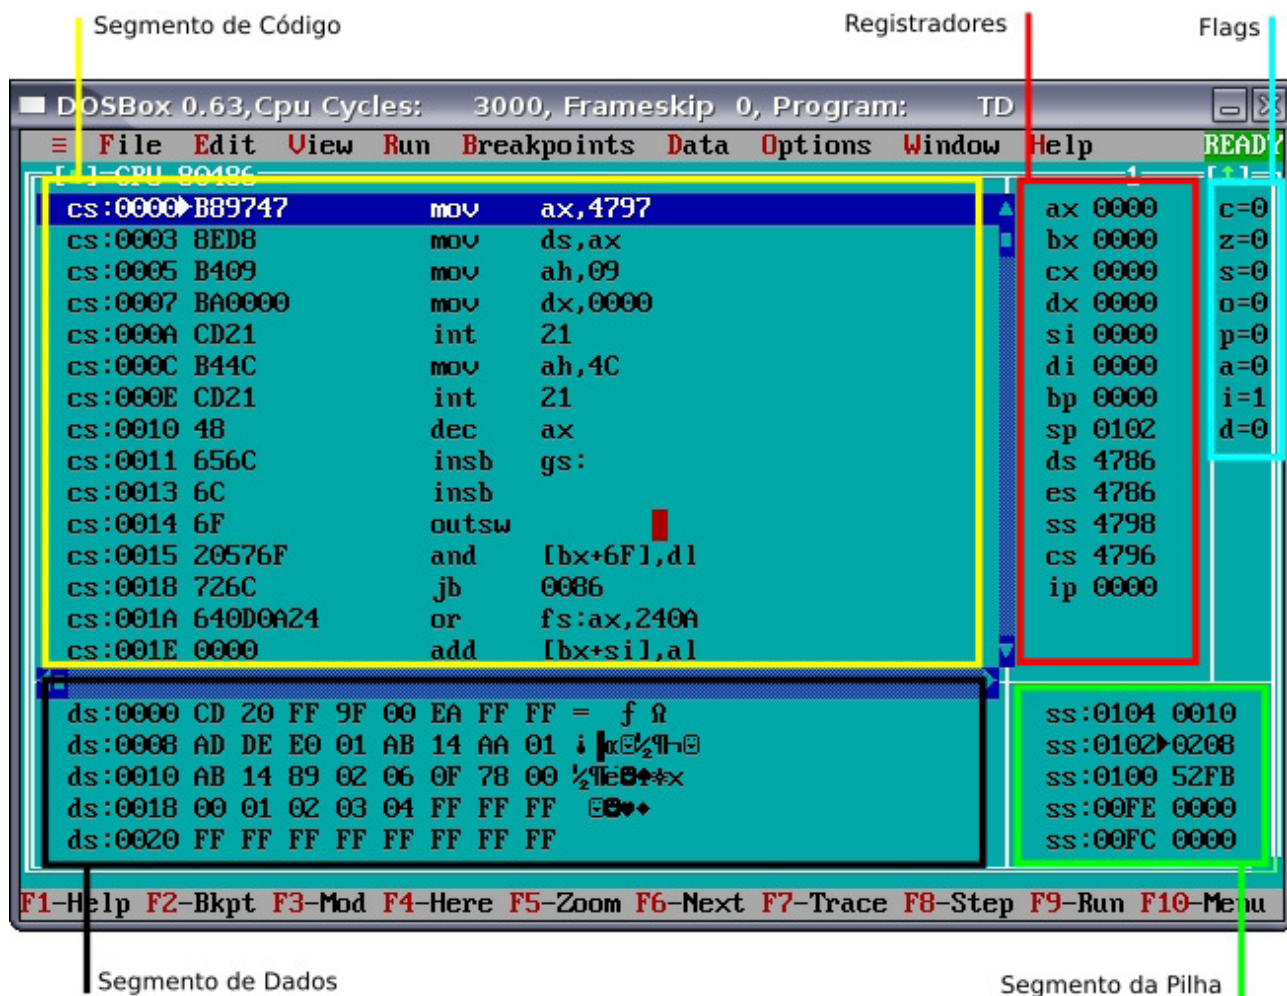 Segmento de Código
Registradores
Flags
DOSBox 0.63,Cpu Cycles: 3000, Frameskip 0, Program: TD
≡ File Edit View Run Breakpoints Data Options Window Help READY
CPU 80486 1 [↑]
cs:0000►B89747 mov ax,4797
cs:0003 8ED8 mov ds,ax
cs:0005 B409 mov ah,09
cs:0007 BA0000 mov dx,0000
cs:000A CD21 int 21
cs:000C B44C mov ah,4C
cs:000E CD21 int 21
cs:0010 48 dec ax
cs:0011 656C insb gs:
cs:0013 6C insb
cs:0014 6F outsw
cs:0015 20576F and [bx+6F],dl
cs:0018 726C jb 0086
cs:001A 640D0A24 or fs:ax,240A
cs:001E 0000 add [bx+si],al
ax 0000
bx 0000
cx 0000
dx 0000
si 0000
di 0000
bp 0000
sp 0102
ds 4786
es 4786
ss 4798
cs 4796
ip 0000
c=0
z=0
s=0
o=0
p=0
a=0
i=1
d=0
ds:0000 CD 20 FF 9F 00 EA FF FF = ƒ Ω
ds:0008 AD DE E0 01 AB 14 AA 01 ¡▐α☺½¶¬☺
ds:0010 AB 14 89 02 06 0F 78 00 ½¶ë☻♠☼x
ds:0018 00 01 02 03 04 FF FF FF ☺☻♥♦
ds:0020 FF FF FF FF FF FF FF FF
ss:0104 0010
ss:0102►0208
ss:0100 52FB
ss:00FE 0000
ss:00FC 0000
F1-Help F2-Bkpt F3-Mod F4-Here F5-Zoom F6-Next F7-Trace F8-Step F9-Run F10-Menu
Segmento de Dados
Segmento da Pilha